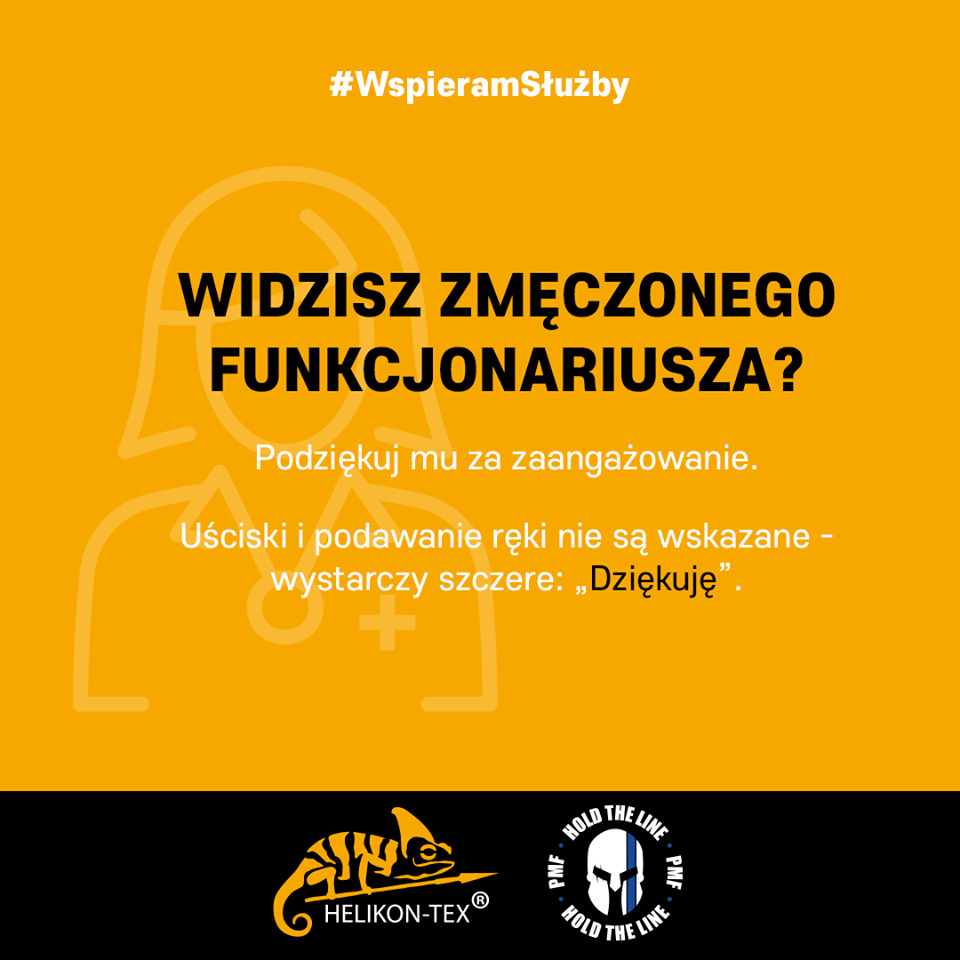 #WspieramSłużby
WIDZISZ ZMĘCZONEGO
FUNKCJONARIUSZA?
Podziękuj mu za zaangażowanie.
Uściski i podawanie ręki nie są wskazane -
wystarczy szczere: „Dziękuję”.
HELIKON-TEX®
HOLD THE LINE
PMF
PMF
HOLD THE LINE